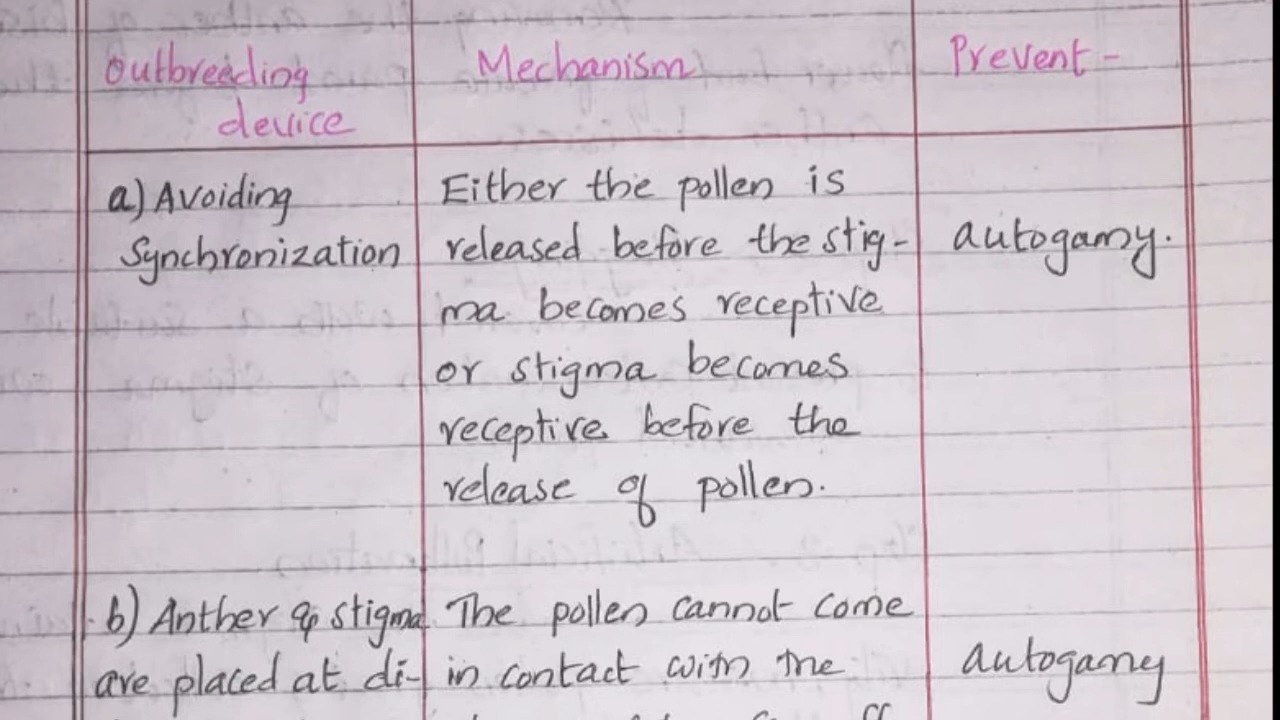 Outbreeding device
Mechanism
Prevent -
a) Avoiding
Synchronization
Either the pollen is
released before the stig-
ma becomes receptive
or stigma becomes
receptive before the
release of pollen.
autogamy.
b) Anther & stigma
are placed at di-
The pollen cannot come
in contact with the
autogamy